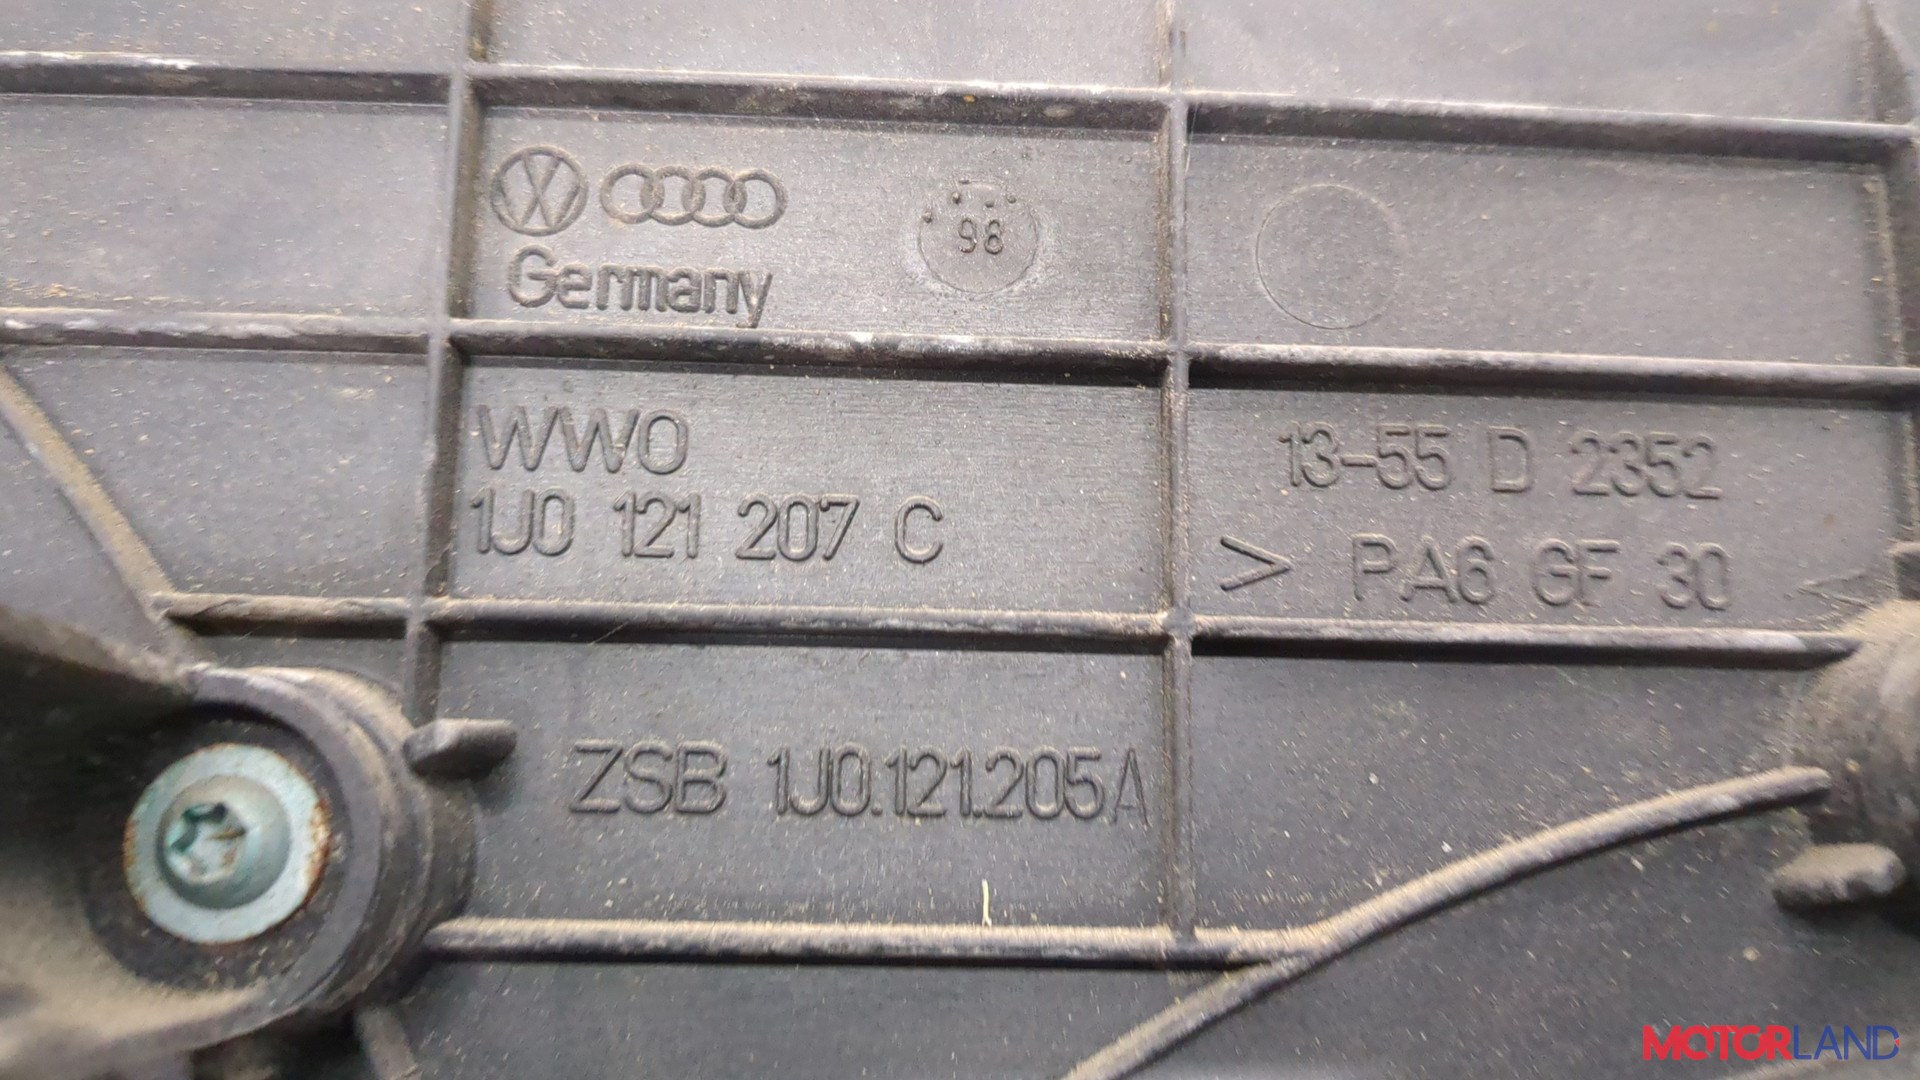 98
Germany
WWO
1J0 121 207 C
13-55 D 2352
> PA6 GF 30 <
ZSB 1J0.121.205A
MOTORLAND